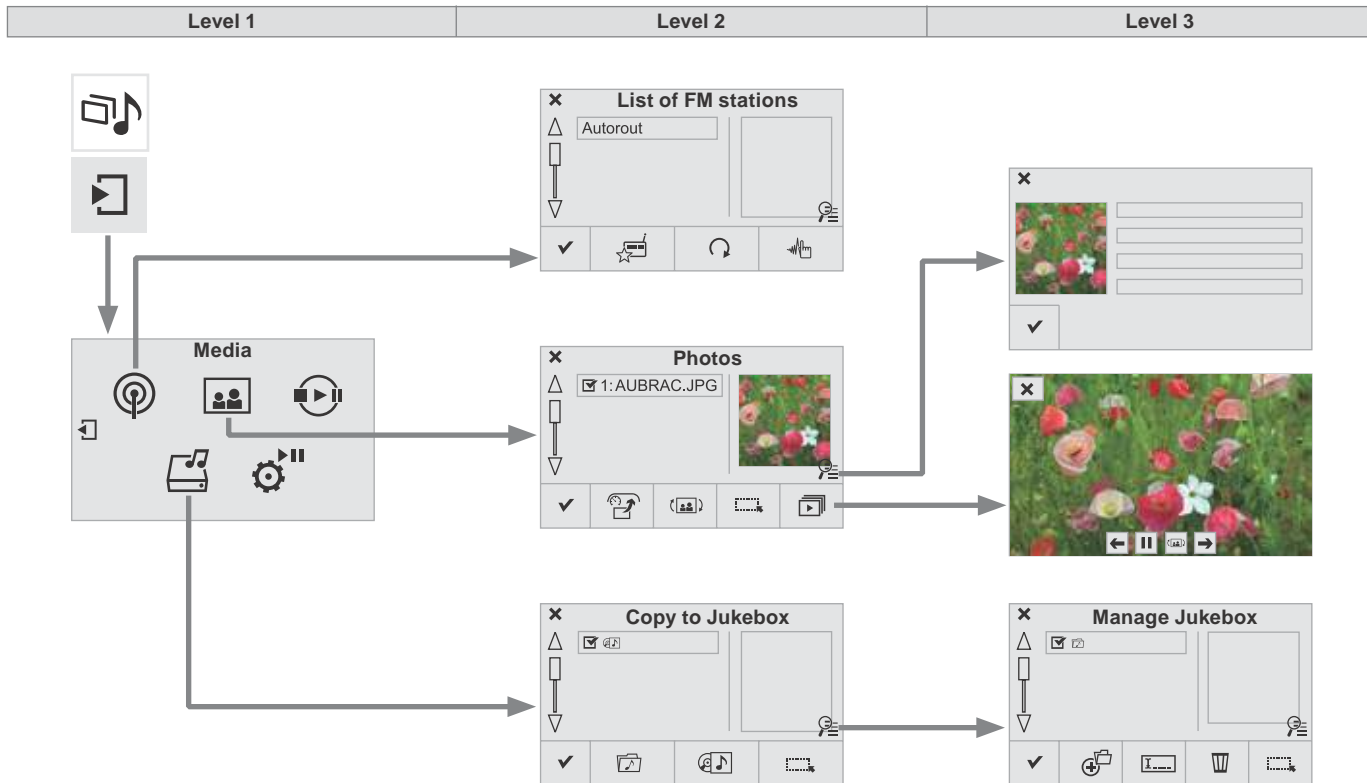 Level 1
Level 2
Level 3
List of FM stations
Autorout
Media
Photos
1: AUBRAC.JPG
Copy to Jukebox
Manage Jukebox